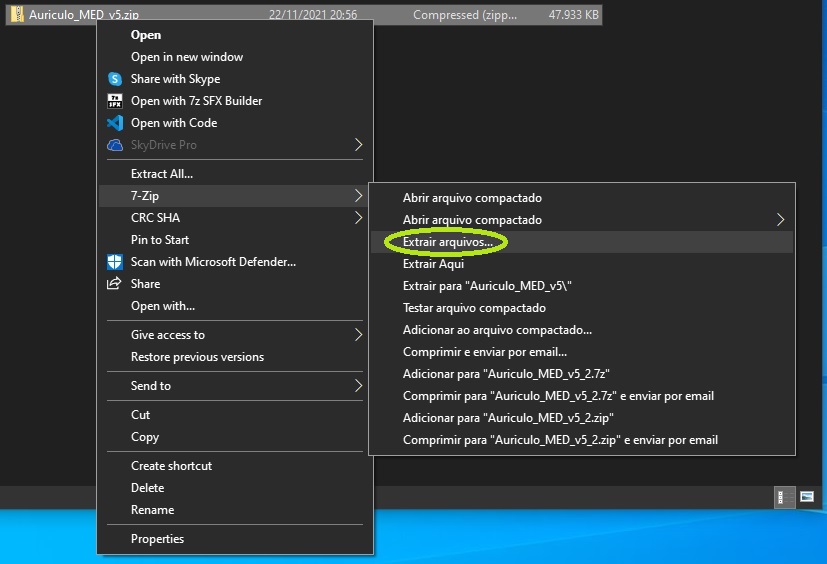 Auriculo_MED_v5.zip 22/11/2021 20:56 Compressed (zipp... 47.933 KB
Open
Open in new window
Share with Skype
7z SFX Open with 7z SFX Builder
Open with Code
SkyDrive Pro
Extract All...
7-Zip
CRC SHA
Pin to Start
Scan with Microsoft Defender...
Share
Open with...
Give access to
Restore previous versions
Send to
Cut
Copy
Create shortcut
Delete
Rename
Properties
Abrir arquivo compactado
Abrir arquivo compactado
Extrair arquivos...
Extrair Aqui
Extrair para "Auriculo_MED_v5\"
Testar arquivo compactado
Adicionar ao arquivo compactado...
Comprimir e enviar por email...
Adicionar para "Auriculo_MED_v5_2.7z"
Comprimir para "Auriculo_MED_v5_2.7z" e enviar por email
Adicionar para "Auriculo_MED_v5_2.zip"
Comprimir para "Auriculo_MED_v5_2.zip" e enviar por email